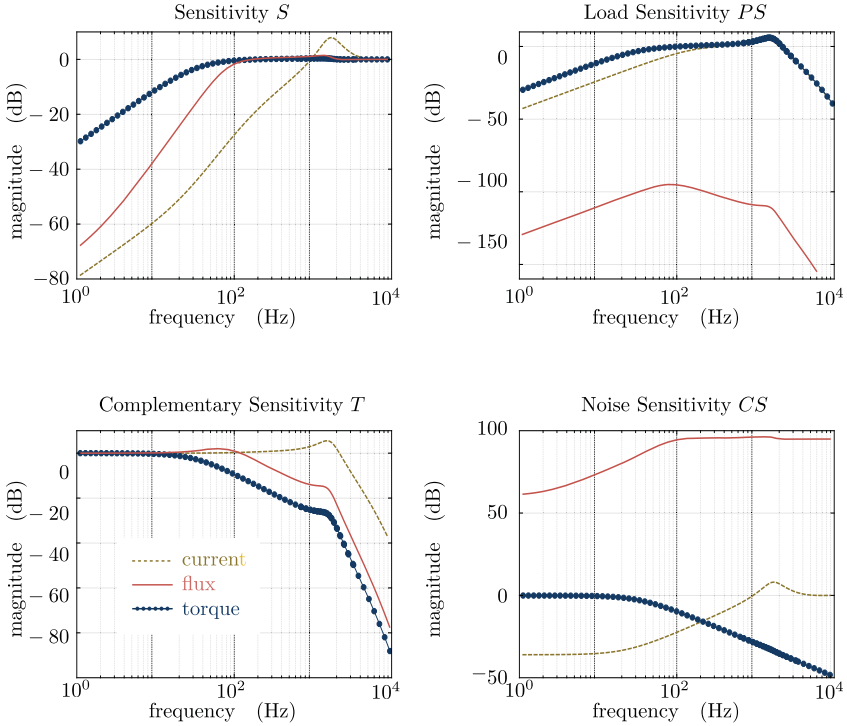 Sensitivity S
0
−20
−40
−60
−80
magnitude (dB)
10^0
10^2
10^4
frequency (Hz)
Load Sensitivity PS
0
−50
−100
−150
magnitude (dB)
10^0
10^2
10^4
frequency (Hz)
Complementary Sensitivity T
0
−20
−40
−60
−80
magnitude (dB)
current
flux
torque
10^0
10^2
10^4
frequency (Hz)
Noise Sensitivity CS
100
50
0
−50
magnitude (dB)
10^0
10^2
10^4
frequency (Hz)